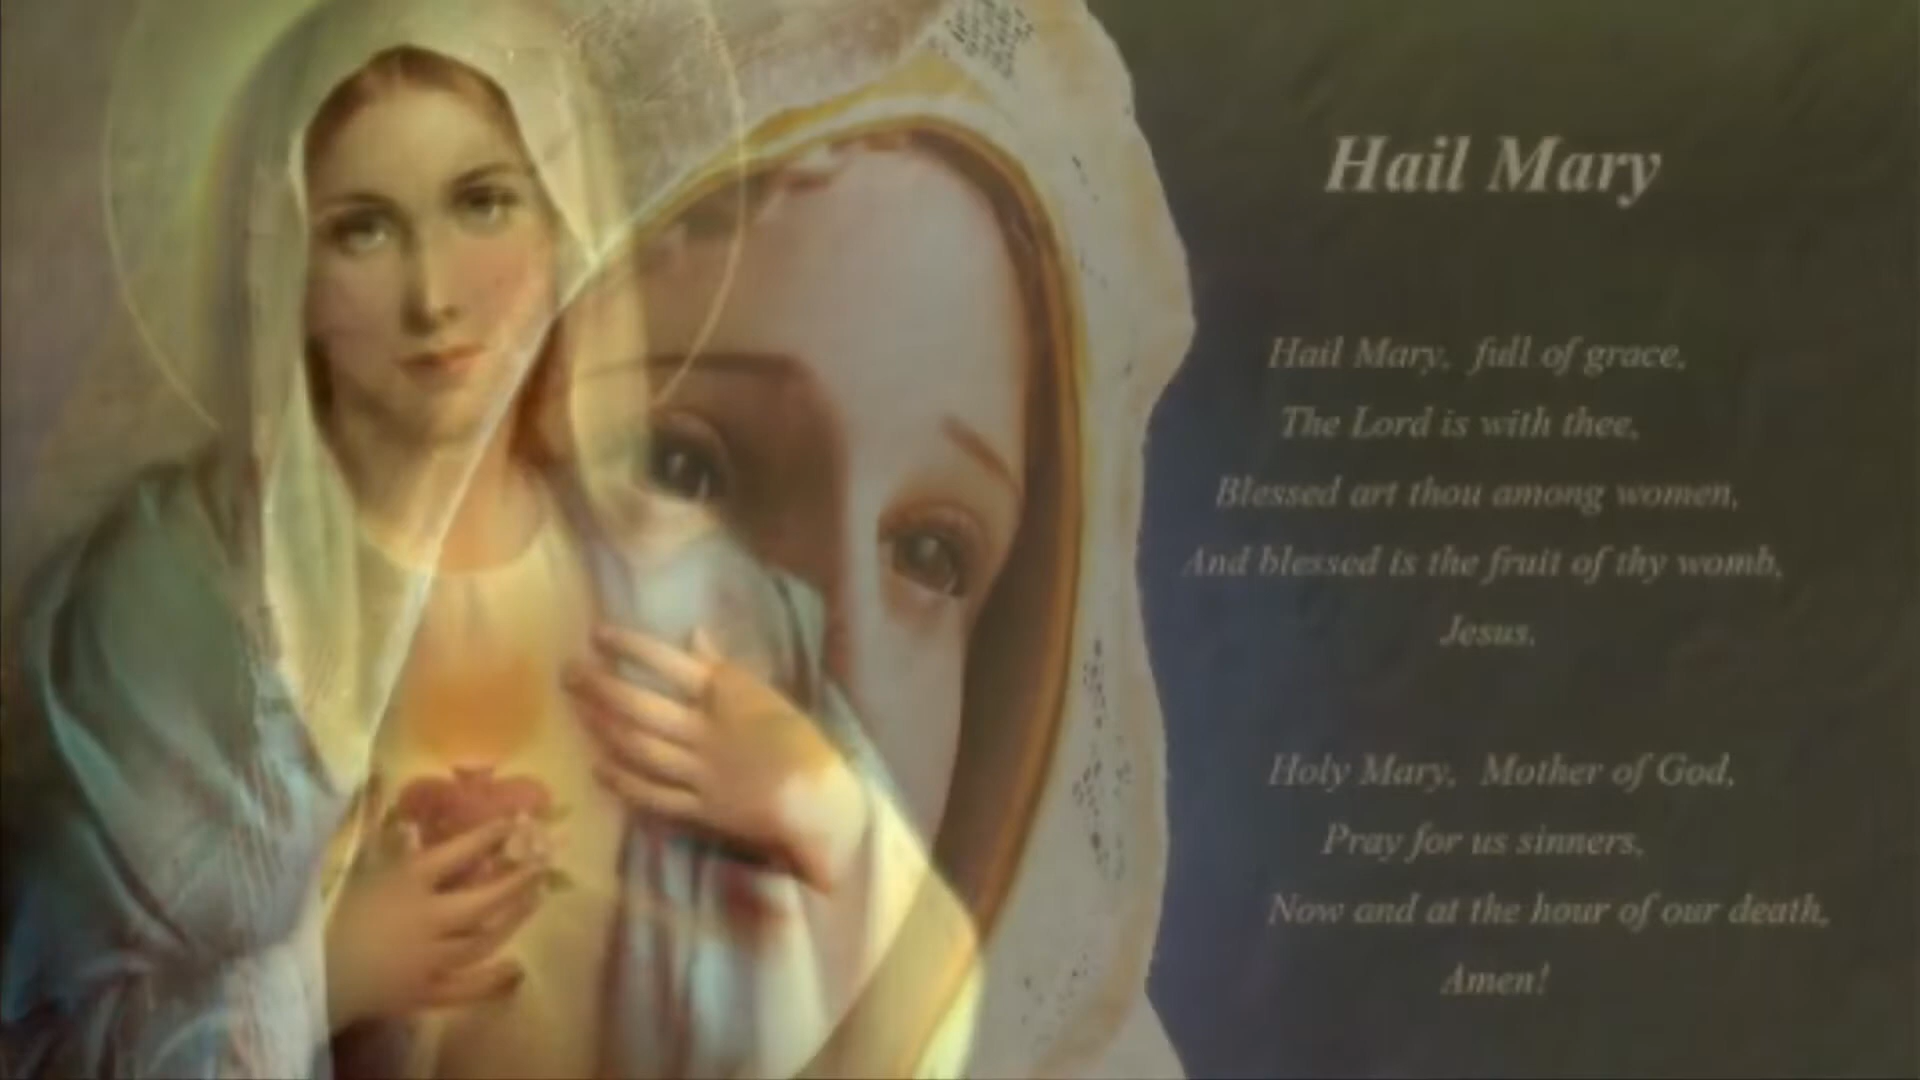 Hail Mary
Hail Mary, full of grace,
The Lord is with thee,
Blessed art thou among women,
And blessed is the fruit of thy womb,
Jesus.
Holy Mary, Mother of God,
Pray for us sinners,
Now and at the hour of our death,
Amen!